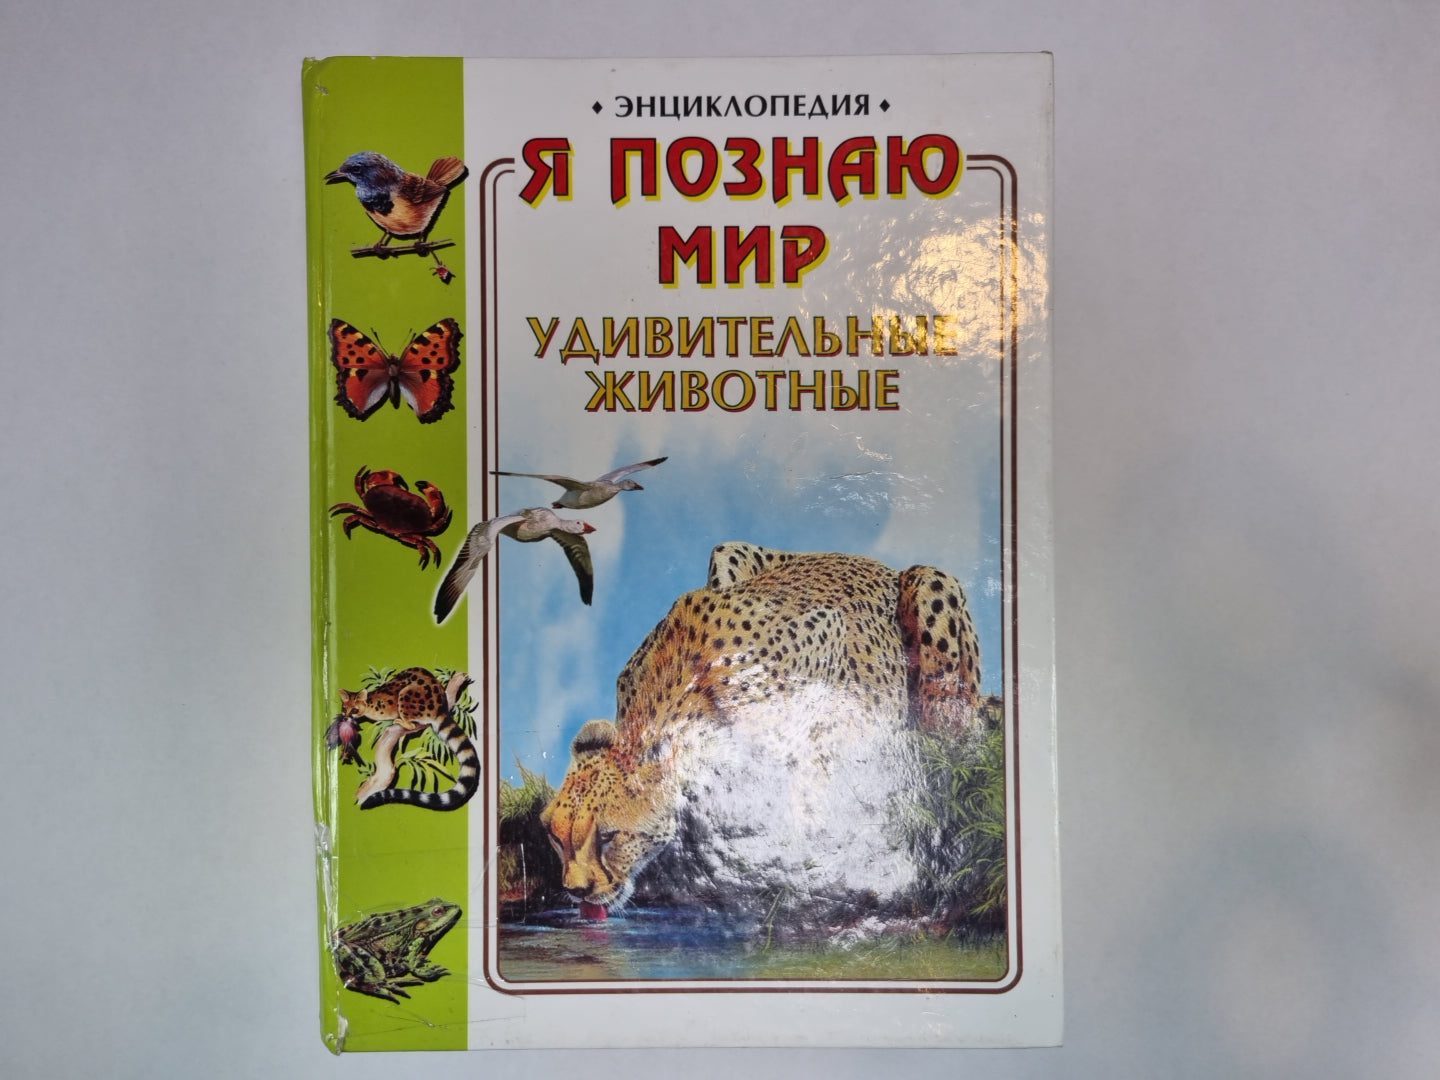 ♦ ЭНЦИКЛОПЕДИЯ ♦
Я ПОЗНАЮ
МИР
УДИВИТЕЛЬНЫЕ
ЖИВОТНЫЕ